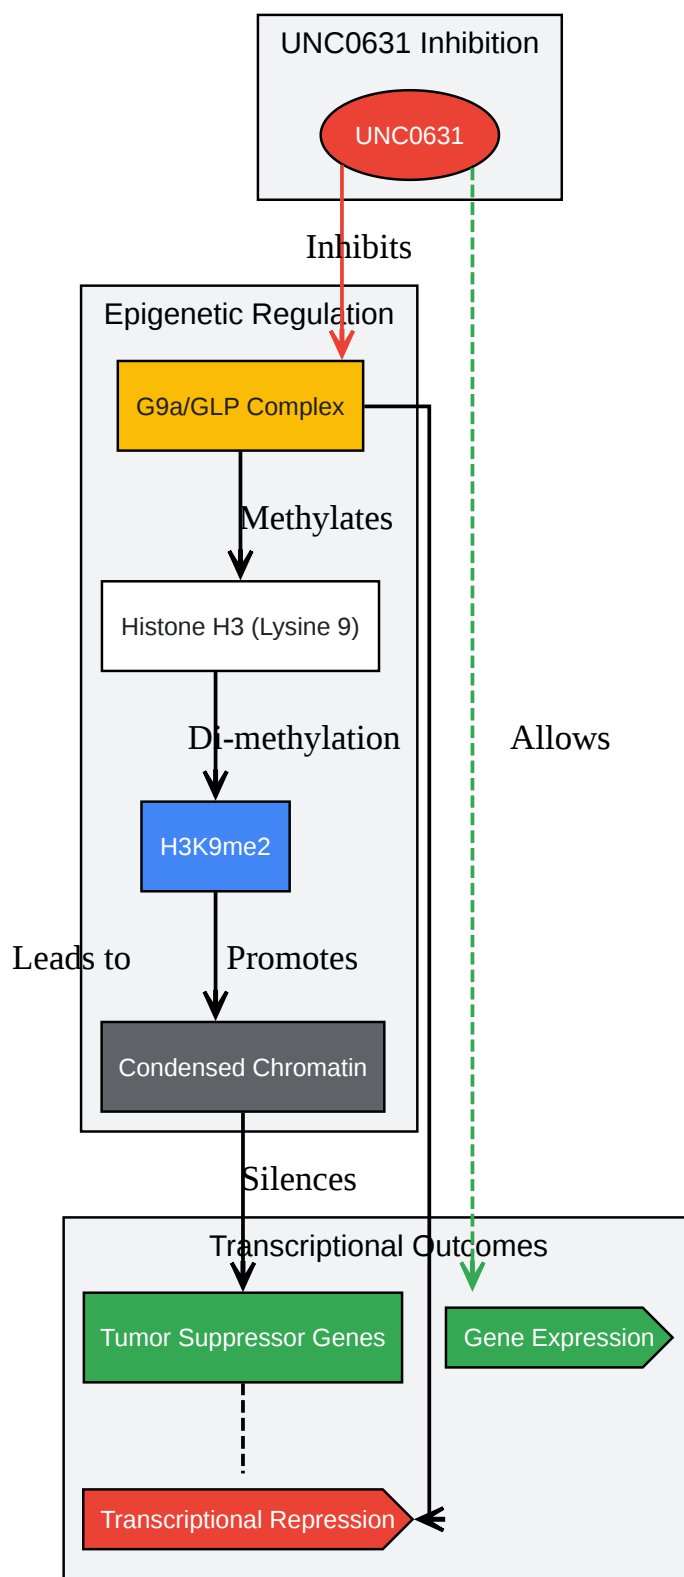 UNC0631 Inhibition
UNC0631
Inhibits
Epigenetic Regulation
G9a/GLP Complex
Methylates
Histone H3 (Lysine 9)
Di-methylation
Allows
H3K9me2
Leads to
Promotes
Condensed Chromatin
Silences
Transcriptional Outcomes
Tumor Suppressor Genes
Gene Expression
Transcriptional Repression